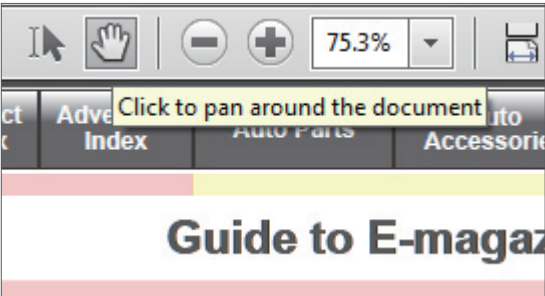 75.3%
Click to pan around the document
Index
Auto Parts
Accessorie
Guide to E-magaz